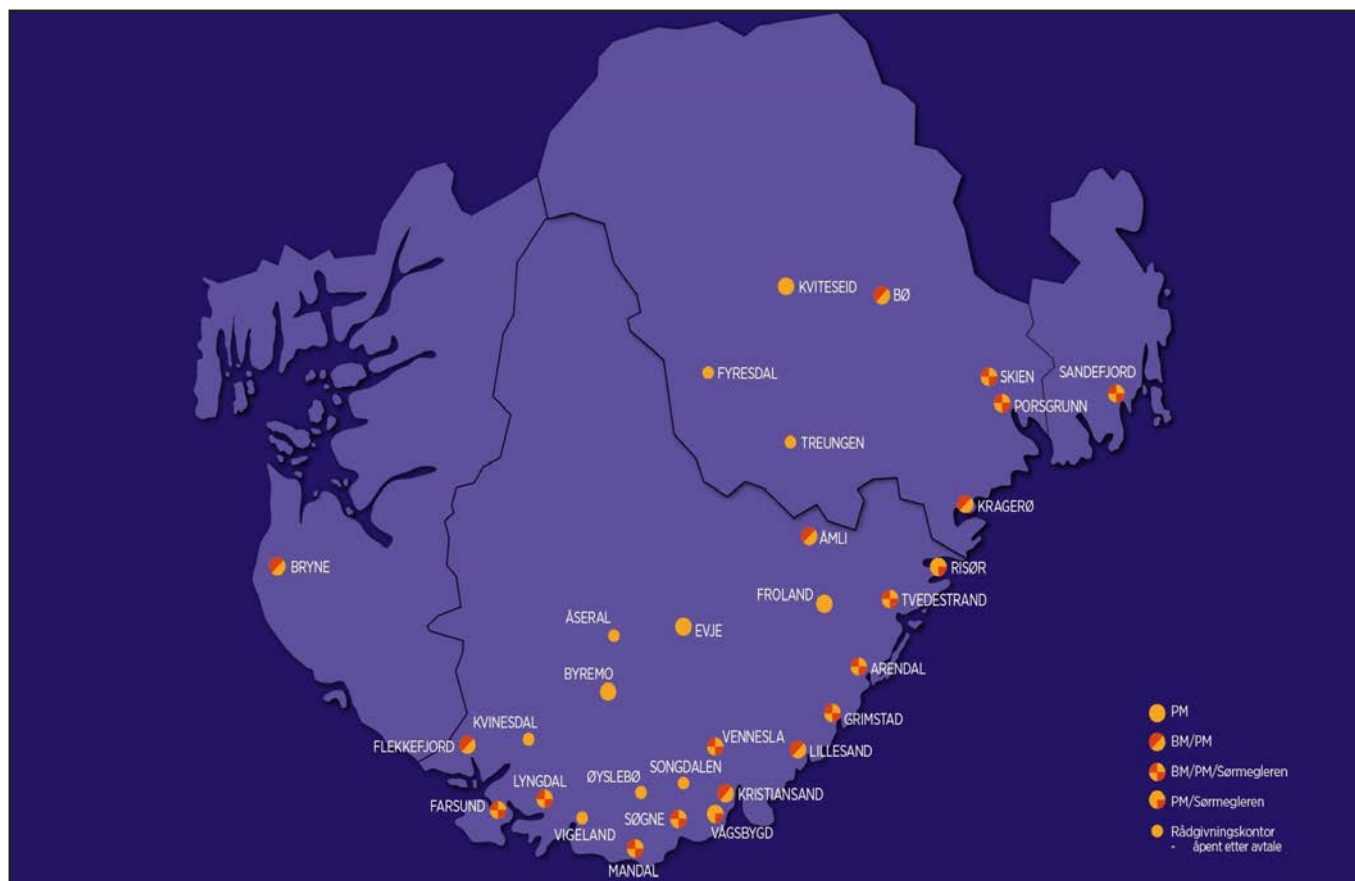 KVITESEID
BØ
FYRESDAL
SKIEN
SANDEFJORD
PORSGRUNN
TREUNGEN
KRAGERØ
ÅMLI
BRYNE
RISØR
FROLAND
TVEDESTRAND
ÅSERAL
EVJE
ARENDAL
BYREMO
GRIMSTAD
KVINESDAL
FLEKKEFJORD
VENNESLA
LILLESAND
SONGDALEN
ØYSLEBØ
LYNGDAL
KRISTIANSAND
FARSUND
SØGNE
VIGELAND
VÅGSBYGD
MANDAL
PM
BM/PM
BM/PM/Sørmegleren
PM/Sørmegleren
Rådgivningskontor
- åpent etter avtale